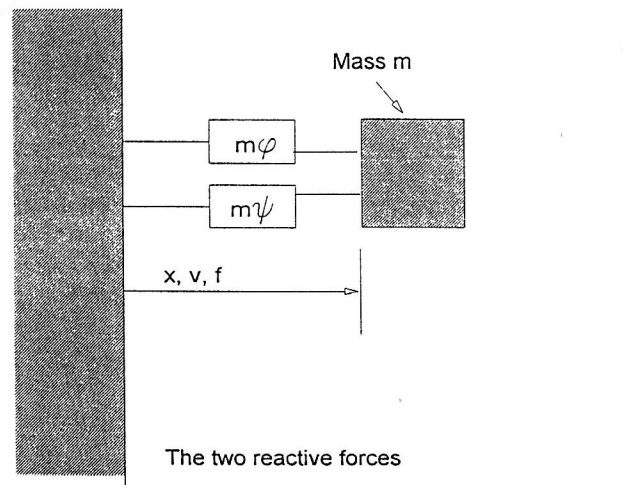 Mass m
mφ
mψ
x, v, f
The two reactive forces